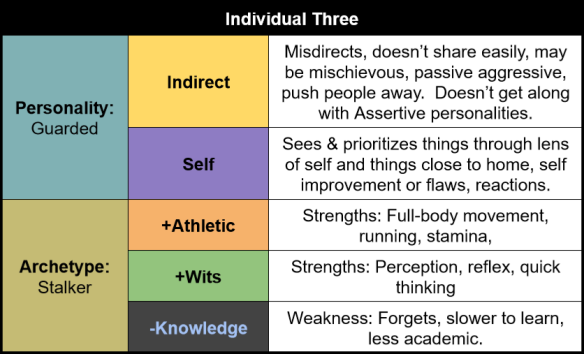 Individual Three
Personality:
Guarded
Indirect
Misdirects, doesn’t share easily, may
be mischievous, passive aggressive,
push people away.  Doesn’t get along
with Assertive personalities.
Self
Sees & prioritizes things through lens
of self and things close to home, self
improvement or flaws, reactions.
Archetype:
Stalker
+Athletic
Strengths: Full-body movement,
running, stamina,
+Wits
Strengths: Perception, reflex, quick
thinking
-Knowledge
Weakness: Forgets, slower to learn,
less academic.